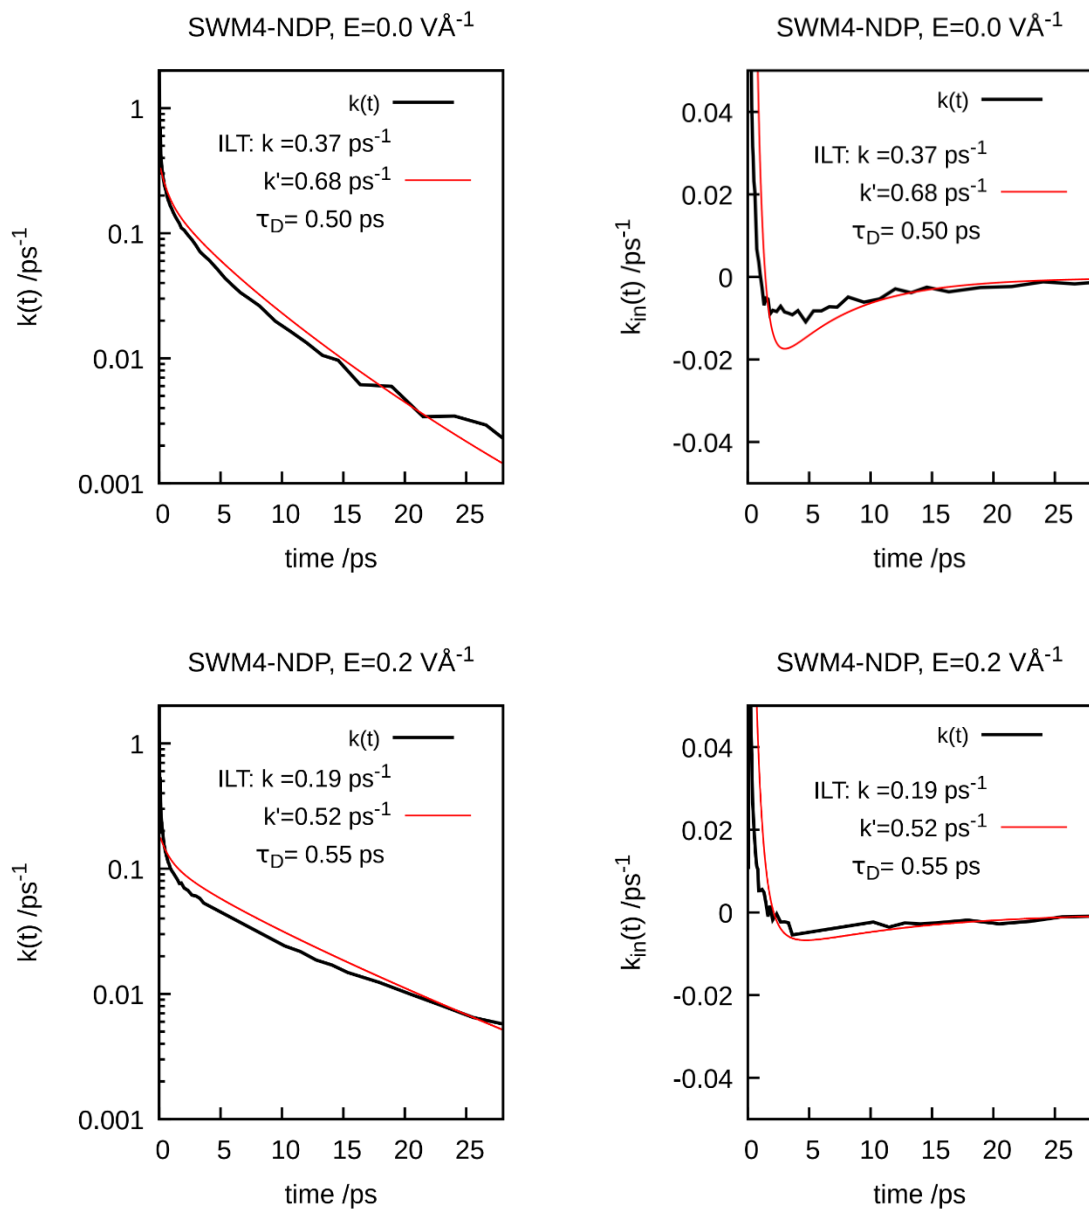 SWM4-NDP, E=0.0 VÅ⁻¹
k(t)
ILT: k =0.37 ps⁻¹
k'=0.68 ps⁻¹
τ_D= 0.50 ps
1
0.1
0.01
0.001
k(t) /ps⁻¹
0 5 10 15 20 25
time /ps
SWM4-NDP, E=0.0 VÅ⁻¹
k(t)
ILT: k =0.37 ps⁻¹
k'=0.68 ps⁻¹
τ_D= 0.50 ps
0.04
0.02
0
-0.02
-0.04
k_in(t) /ps⁻¹
0 5 10 15 20 25
time /ps
SWM4-NDP, E=0.2 VÅ⁻¹
k(t)
ILT: k =0.19 ps⁻¹
k'=0.52 ps⁻¹
τ_D= 0.55 ps
1
0.1
0.01
0.001
k(t) /ps⁻¹
0 5 10 15 20 25
time /ps
SWM4-NDP, E=0.2 VÅ⁻¹
k(t)
ILT: k =0.19 ps⁻¹
k'=0.52 ps⁻¹
τ_D= 0.55 ps
0.04
0.02
0
-0.02
-0.04
k_in(t) /ps⁻¹
0 5 10 15 20 25
time /ps